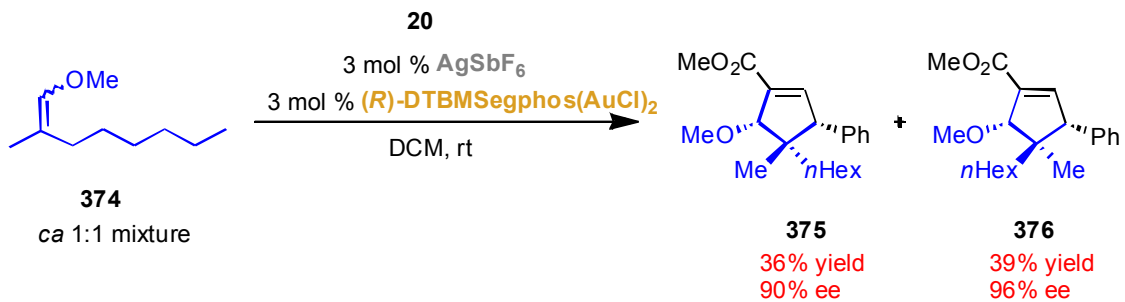 20
3 mol % AgSbF6
3 mol % (R)-DTBMSegphos(AuCl)2
DCM, rt
OMe
374
ca 1:1 mixture
MeO2C
MeO
Ph
Me
nHex
375
36% yield
90% ee
+
MeO2C
MeO
Ph
nHex
Me
376
39% yield
96% ee